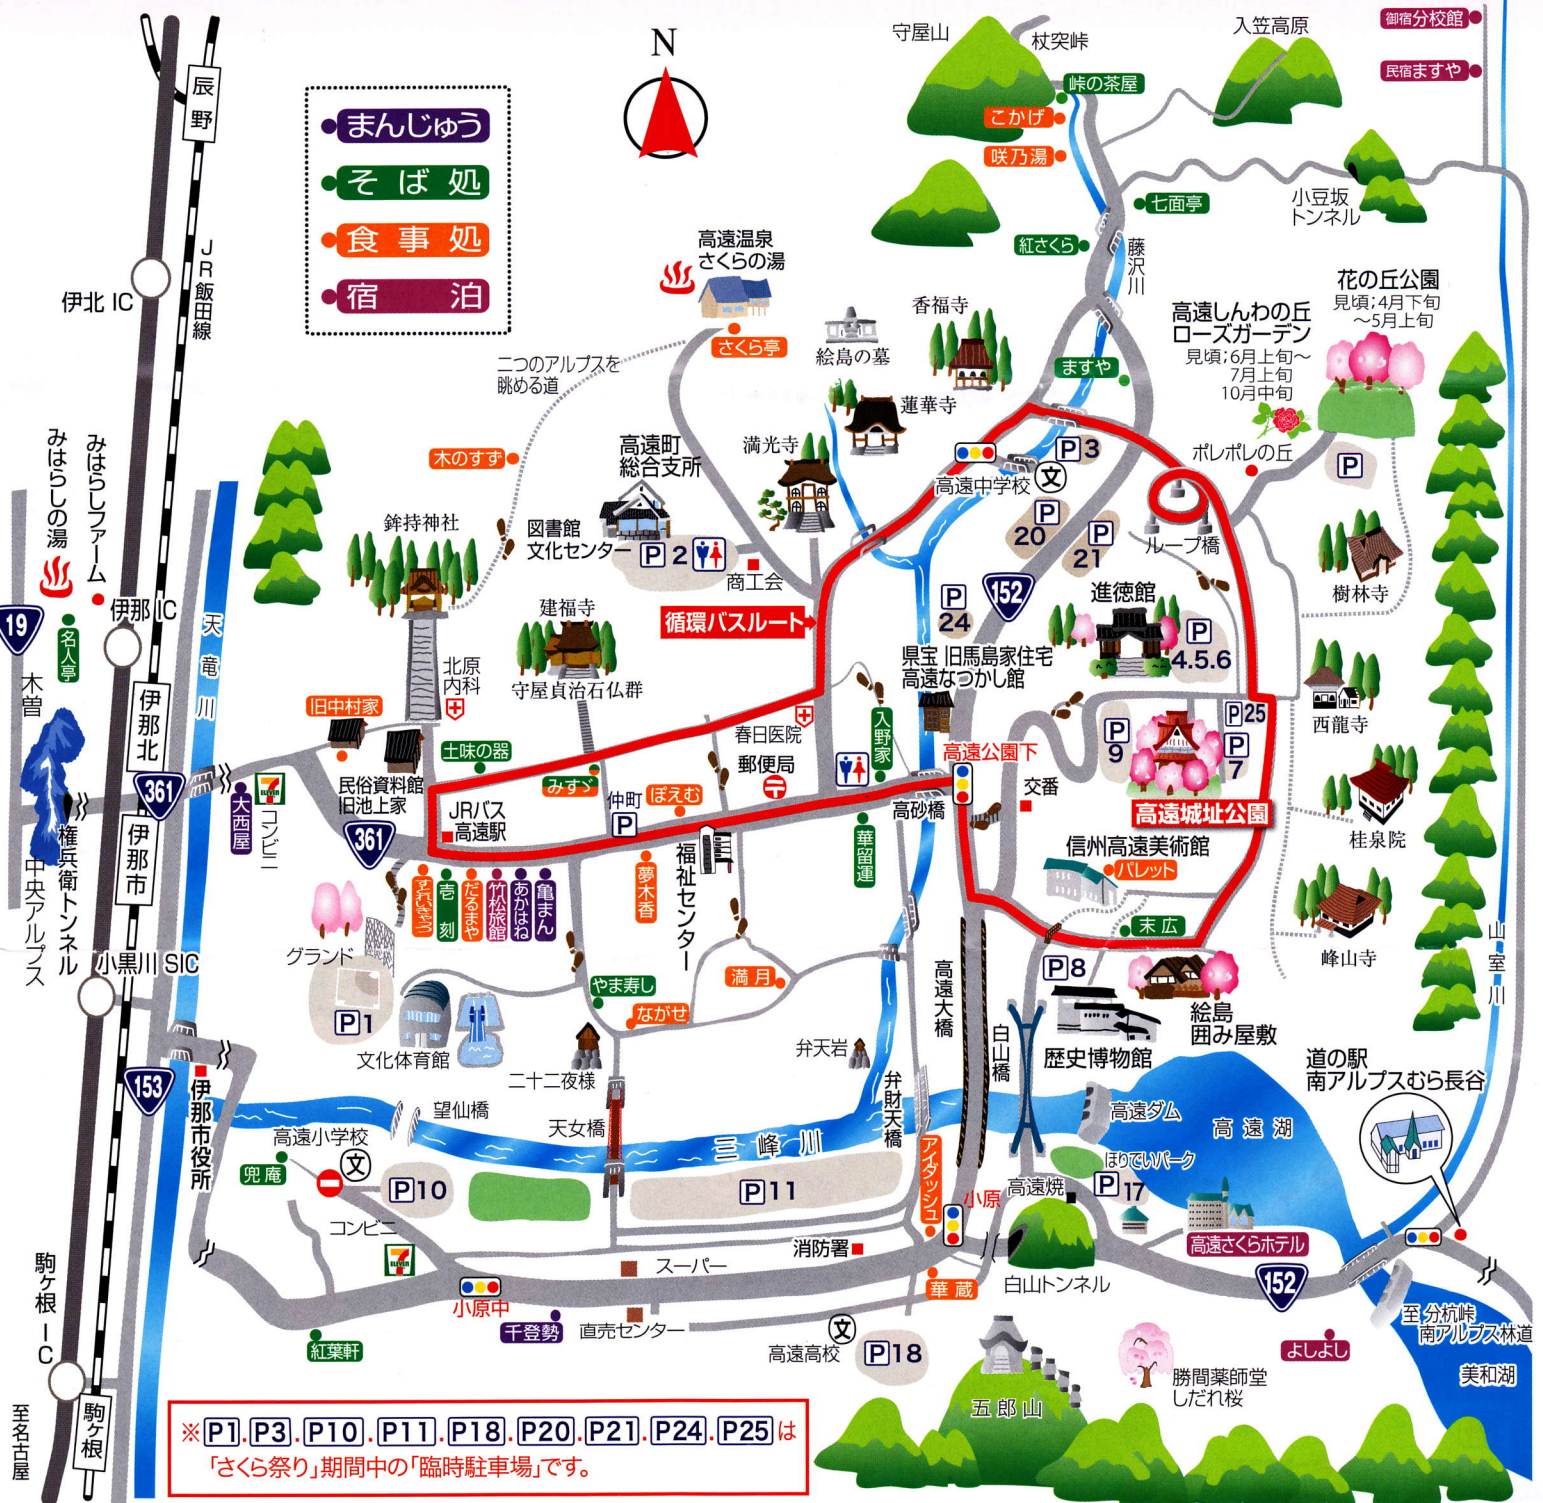 N
まんじゅう
そば処
食事処
宿泊
辰野
JR飯田線
伊北 IC
みはらしの湯
みはらしファーム
名人亭
伊那 IC
天竜川
19
木曽
伊那北
361
伊那市
権兵衛トンネル
中央アルプス
小黒川 SIC
153
伊那市役所
駒ヶ根 IC
駒ヶ根
至名古屋
守屋山
杖突峠
峠の茶屋
こかげ
咲乃湯
入笠高原
御宿分校館
民宿ますや
七面亭
小豆坂
トンネル
紅さくら
藤沢川
高遠温泉
さくらの湯
さくら亭
二つのアルプスを
眺める道
絵島の墓
香福寺
蓮華寺
満光寺
ますや
高遠しんわの丘
ローズガーデン
見頃;6月上旬～
7月上旬
10月中旬
花の丘公園
見頃;4月下旬
～5月上旬
ポレポレの丘
P
木のすず
高遠町
総合支所
図書館
文化センター
P 2
商工会
高遠中学校
文
P3
P
20
P
21
ループ橋
樹林寺
鉾持神社
建福寺
守屋貞治石仏群
循環バスルート
P
24
152
進徳館
P
4.5.6
県宝 旧馬島家住宅
高遠なつかし館
西龍寺
北原
内科
旧中村家
民俗資料館
旧池上家
土味の器
みすゞ
春日医院
郵便局
入野家
高遠公園下
P
9
P25
P
7
高遠城址公園
桂泉院
大西屋
コンビニ
361
JRバス
高遠駅
仲町
P
ぽえむ
高砂橋
交番
信州高遠美術館
パレット
華留運
壱刻
だるまや
竹松旅館
あかはね
亀まん
夢木香
福祉センター
末広
峰山寺
山室川
グランド
P1
文化体育館
やま寿し
ながせ
満月
二十二夜様
弁天岩
高遠大橋
白山橋
P8
歴史博物館
絵島
囲み屋敷
道の駅
南アルプスむら長谷
望仙橋
天女橋
三峰川
弁財天橋
高遠ダム
高遠湖
高遠小学校
文
兜庵
P10
P11
アイダッシュ
小原
高遠焼
ほりでいパーク
P17
高遠さくらホテル
コンビニ
消防署
スーパー
白山トンネル
152
小原中
千登勢
直売センター
華蔵
紅葉軒
高遠高校
文
P18
五郎山
勝間薬師堂
しだれ桜
よしよし
至 分杭峠
南アルプス林道
美和湖
※P1.P3.P10.P11.P18.P20.P21.P24.P25は
「さくら祭り」期間中の「臨時駐車場」です。